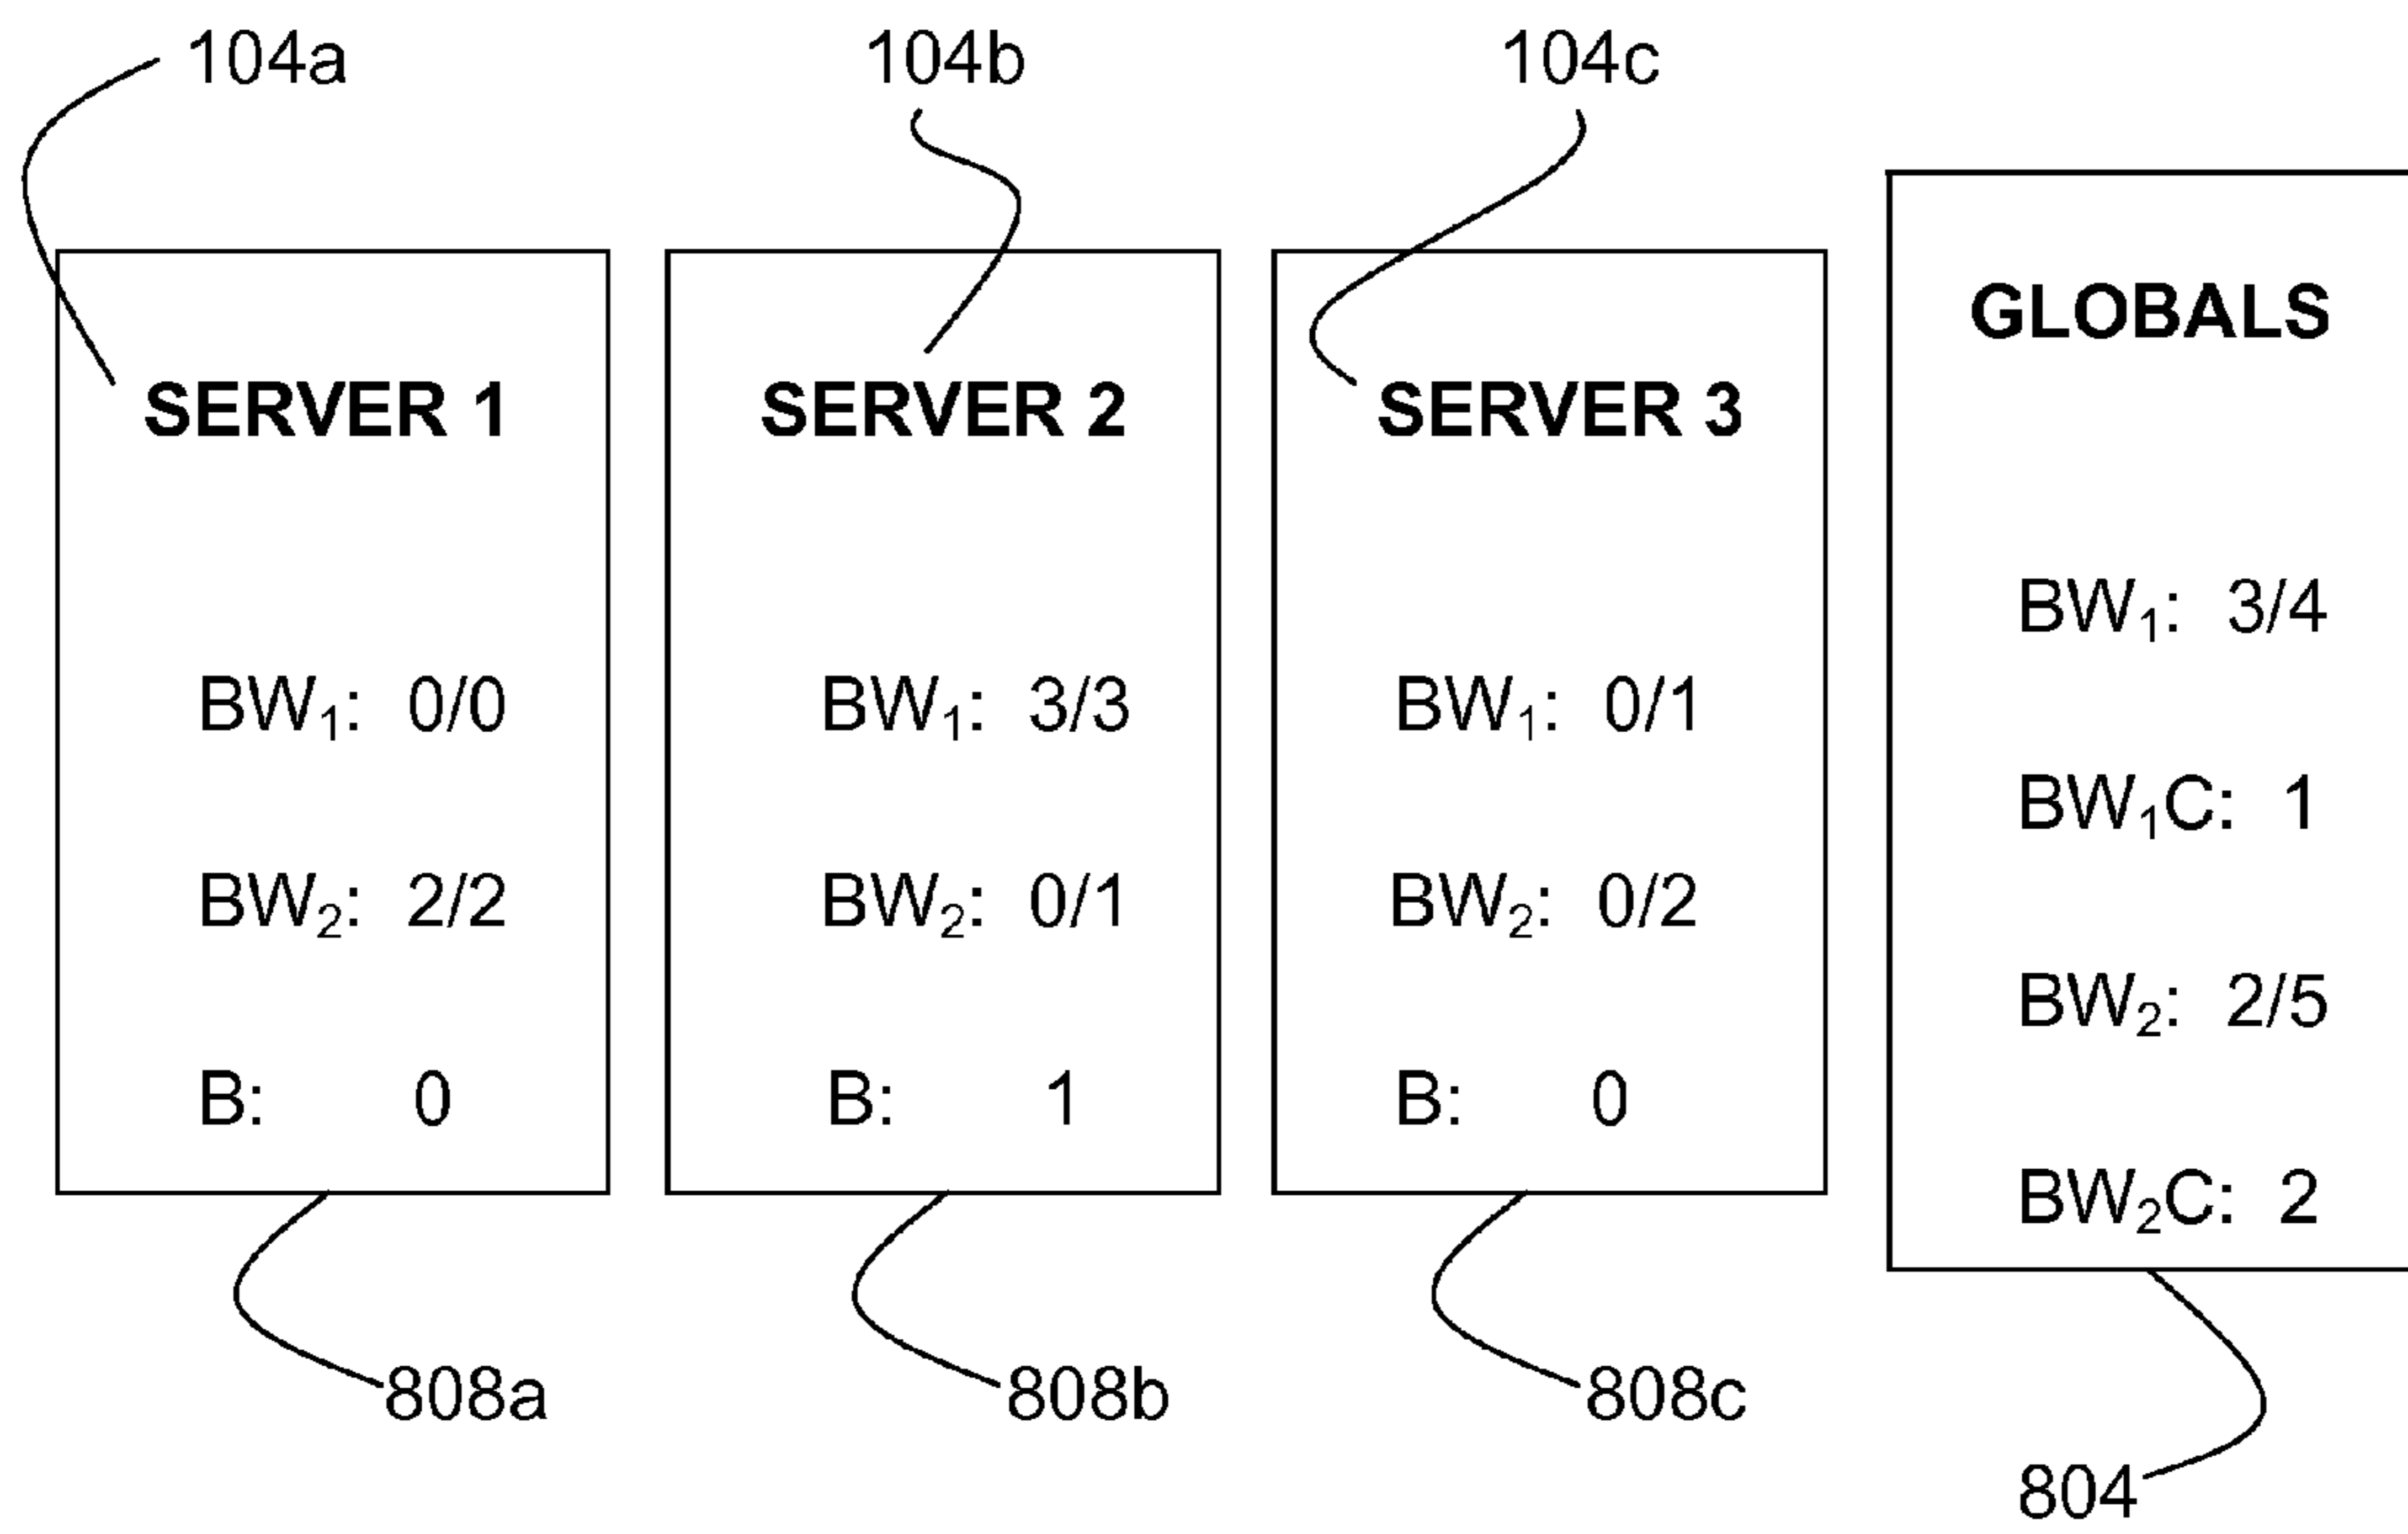 104a
104b
104c
SERVER 1
BW₁: 0/0
BW₂: 2/2
B: 0
SERVER 2
BW₁: 3/3
BW₂: 0/1
B: 1
SERVER 3
BW₁: 0/1
BW₂: 0/2
B: 0
GLOBALS
BW₁: 3/4
BW₁C: 1
BW₂: 2/5
BW₂C: 2
808a
808b
808c
804